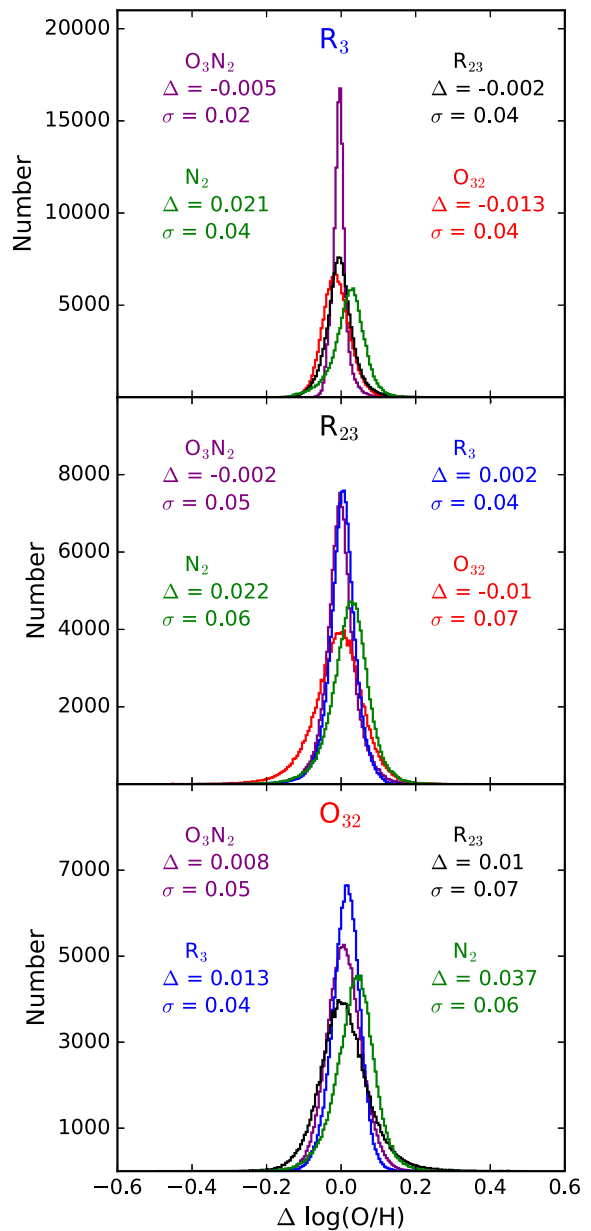 R₃
O₃N₂
Δ = -0.005
σ = 0.02
R₂₃
Δ = -0.002
σ = 0.04
N₂
Δ = 0.021
σ = 0.04
O₃₂
Δ = -0.013
σ = 0.04
20000
15000
10000
5000
Number
R₂₃
O₃N₂
Δ = -0.002
σ = 0.05
R₃
Δ = 0.002
σ = 0.04
N₂
Δ = 0.022
σ = 0.06
O₃₂
Δ = -0.01
σ = 0.07
8000
6000
4000
2000
Number
O₃₂
O₃N₂
Δ = 0.008
σ = 0.05
R₂₃
Δ = 0.01
σ = 0.07
R₃
Δ = 0.013
σ = 0.04
N₂
Δ = 0.037
σ = 0.06
7000
5000
3000
1000
Number
−0.6 −0.4 −0.2 0.0 0.2 0.4 0.6
Δ log(O/H)